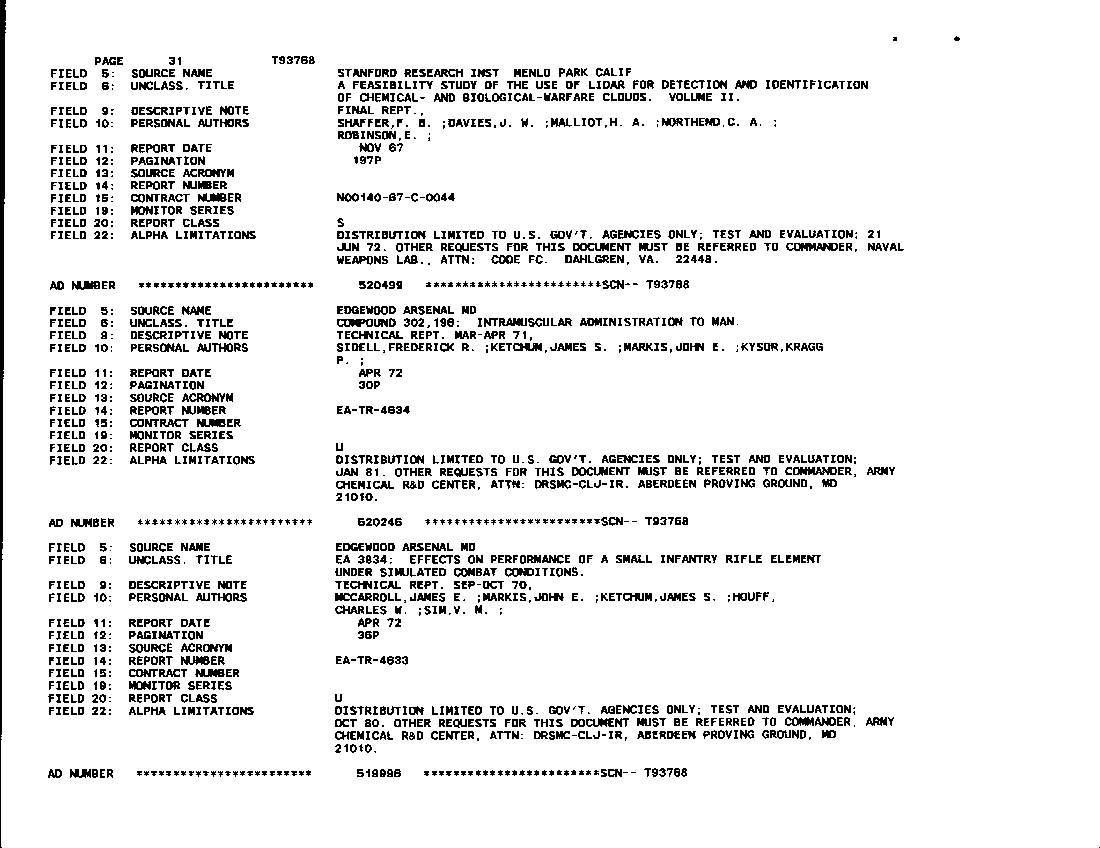 PAGE 31 T93768
FIELD 5: SOURCE NAME STANFORD RESEARCH INST MENLO PARK CALIF
FIELD 6: UNCLASS. TITLE A FEASIBILITY STUDY OF THE USE OF LIDAR FOR DETECTION AND IDENTIFICATION
OF CHEMICAL- AND BIOLOGICAL-WARFARE CLOUDS. VOLUME II.
FIELD 9: DESCRIPTIVE NOTE FINAL REPT.,
FIELD 10: PERSONAL AUTHORS SHAFFER,F. B. ;DAVIES,J. W. ;MALLIOT,H. A. ;NORTHEND,C. A. ;
ROBINSON,E. ;
FIELD 11: REPORT DATE NOV 67
FIELD 12: PAGINATION 197P
FIELD 13: SOURCE ACRONYM
FIELD 14: REPORT NUMBER
FIELD 15: CONTRACT NUMBER N00140-67-C-0044
FIELD 19: MONITOR SERIES
FIELD 20: REPORT CLASS S
FIELD 22: ALPHA LIMITATIONS DISTRIBUTION LIMITED TO U.S. GOV'T. AGENCIES ONLY; TEST AND EVALUATION; 21
JUN 72. OTHER REQUESTS FOR THIS DOCUMENT MUST BE REFERRED TO COMMANDER, NAVAL
WEAPONS LAB., ATTN: CODE FC. DAHLGREN, VA. 22448.
AD NUMBER ************************ 520499 ************************SCN-- T93768
FIELD 5: SOURCE NAME EDGEWOOD ARSENAL MD
FIELD 6: UNCLASS. TITLE COMPOUND 302,196: INTRAMUSCULAR ADMINISTRATION TO MAN.
FIELD 9: DESCRIPTIVE NOTE TECHNICAL REPT. MAR-APR 71,
FIELD 10: PERSONAL AUTHORS SIDELL,FREDERICK R. ;KETCHUM,JAMES S. ;MARKIS,JOHN E. ;KYSOR,KRAGG
P. ;
FIELD 11: REPORT DATE APR 72
FIELD 12: PAGINATION 30P
FIELD 13: SOURCE ACRONYM
FIELD 14: REPORT NUMBER EA-TR-4634
FIELD 15: CONTRACT NUMBER
FIELD 19: MONITOR SERIES
FIELD 20: REPORT CLASS U
FIELD 22: ALPHA LIMITATIONS DISTRIBUTION LIMITED TO U.S. GOV'T. AGENCIES ONLY; TEST AND EVALUATION;
JAN 81. OTHER REQUESTS FOR THIS DOCUMENT MUST BE REFERRED TO COMMANDER, ARMY
CHEMICAL R&D CENTER, ATTN: DRSMC-CLJ-IR. ABERDEEN PROVING GROUND, MD
21010.
AD NUMBER ************************ 520246 ************************SCN-- T93768
FIELD 5: SOURCE NAME EDGEWOOD ARSENAL MD
FIELD 6: UNCLASS. TITLE EA 3834: EFFECTS ON PERFORMANCE OF A SMALL INFANTRY RIFLE ELEMENT
UNDER SIMULATED COMBAT CONDITIONS.
FIELD 9: DESCRIPTIVE NOTE TECHNICAL REPT. SEP-OCT 70,
FIELD 10: PERSONAL AUTHORS MCCARROLL,JAMES E. ;MARKIS,JOHN E. ;KETCHUM,JAMES S. ;HOUFF,
CHARLES W. ;SIM,V. M. ;
FIELD 11: REPORT DATE APR 72
FIELD 12: PAGINATION 36P
FIELD 13: SOURCE ACRONYM
FIELD 14: REPORT NUMBER EA-TR-4633
FIELD 15: CONTRACT NUMBER
FIELD 19: MONITOR SERIES
FIELD 20: REPORT CLASS U
FIELD 22: ALPHA LIMITATIONS DISTRIBUTION LIMITED TO U.S. GOV'T. AGENCIES ONLY; TEST AND EVALUATION;
OCT 80. OTHER REQUESTS FOR THIS DOCUMENT MUST BE REFERRED TO COMMANDER, ARMY
CHEMICAL R&D CENTER, ATTN: DRSMC-CLJ-IR, ABERDEEN PROVING GROUND, MD
21010.
AD NUMBER ************************ 519996 ************************SCN-- T93768